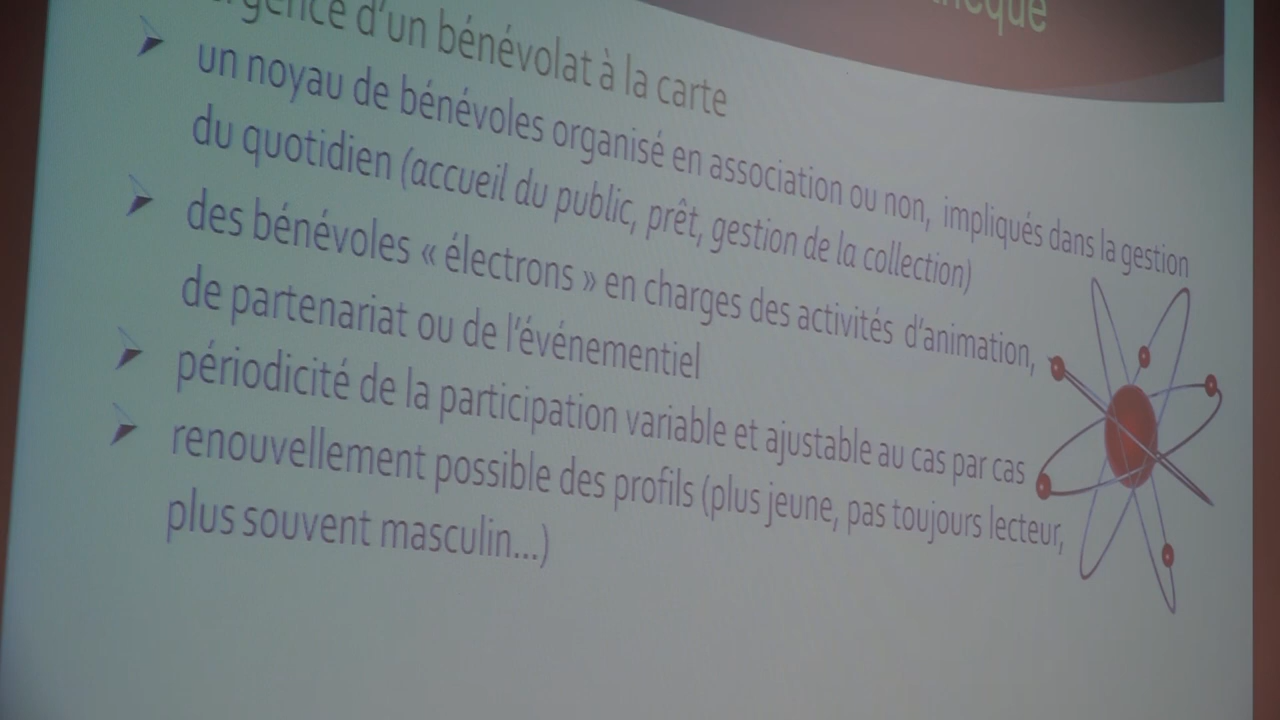 d'un bénévolat à la carte
un noyau de bénévoles organisé en association ou non, impliqués dans la gestion
du quotidien (accueil du public, prêt, gestion de la collection)
des bénévoles « électrons » en charges des activités d'animation,
de partenariat ou de l'événementiel
périodicité de la participation variable et ajustable au cas par cas
renouvellement possible des profils (plus jeune, pas toujours lecteur,
plus souvent masculin...)